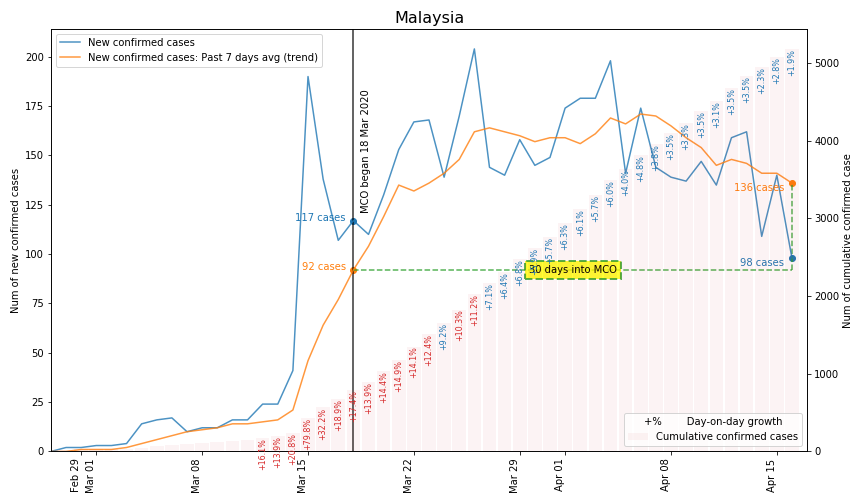 Malaysia
New confirmed cases
New confirmed cases: Past 7 days avg (trend)
MCO began 18 Mar 2020
Num of new confirmed cases
Num of cumulative confirmed case
200
175
150
125
100
75
50
25
0
5000
4000
3000
2000
1000
0
117 cases
92 cases
30 days into MCO
136 cases
98 cases
+16.1%
+13.9%
+20.8%
+79.8%
+32.2%
+18.9%
+17.4%
+13.9%
+14.4%
+14.9%
+14.1%
+12.4%
+9.2%
+10.3%
+11.2%
+7.1%
+6.4%
+6.8%
+5.7%
+6.3%
+6.1%
+5.7%
+6.0%
+4.0%
+4.8%
+3.8%
+3.5%
+3.5%
+3.1%
+3.5%
+3.5%
+2.3%
+2.8%
+1.9%
+% Day-on-day growth
Cumulative confirmed cases
Feb 29
Mar 01
Mar 08
Mar 15
Mar 22
Mar 29
Apr 01
Apr 08
Apr 15